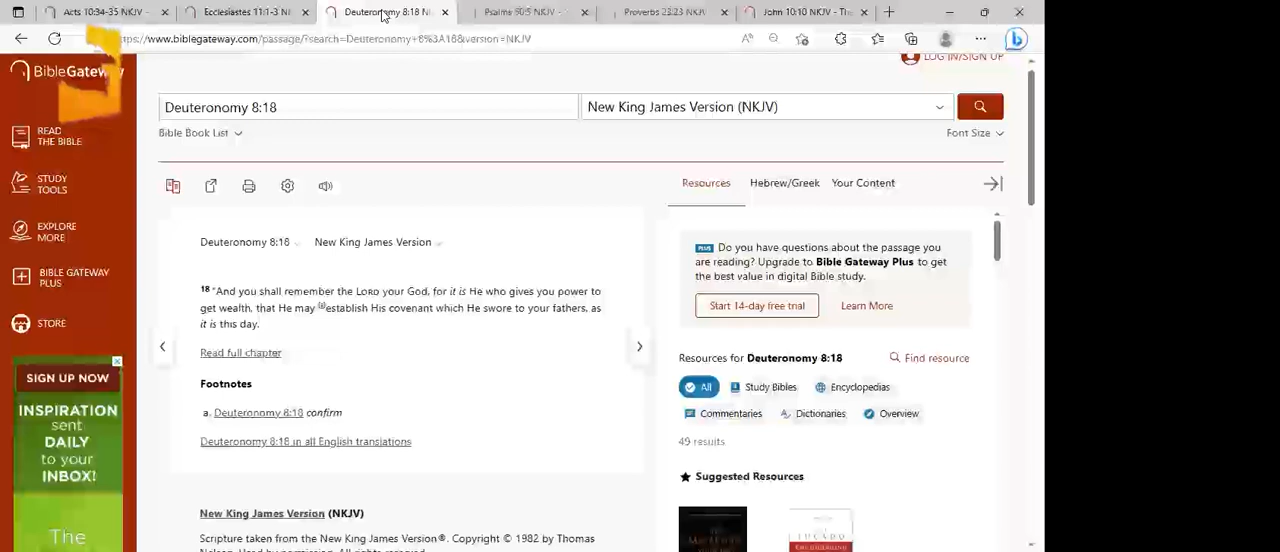 Acts 10:34-35 NKJV -
Ecclesiastes 11:1-3 N
Deuteronomy 8:18 N
Psalms 50:5 NKJV -
Proverbs 23:23 NKJV
John 10:10 NKJV - The
https://www.biblegateway.com/passage/?search=Deuteronomy+8%3A18&version=NKJV
BibleGateway
LOG IN/SIGN UP
Deuteronomy 8:18
New King James Version (NKJV)
Bible Book List
Font Size
READ
THE BIBLE
STUDY
TOOLS
EXPLORE
MORE
BIBLE GATEWAY
PLUS
STORE
Resources
Hebrew/Greek
Your Content
Deuteronomy 8:18
New King James Version
18 "And you shall remember the LORD your God, for it is He who gives you power to
get wealth, that He may [a]establish His covenant which He swore to your fathers, as
it is this day.
Read full chapter
Footnotes
a. Deuteronomy 8:18 confirm
Deuteronomy 8:18 in all English translations
New King James Version (NKJV)
Scripture taken from the New King James Version®. Copyright © 1982 by Thomas
Nelson. Used by permission. All rights reserved.
PLUS Do you have questions about the passage you
are reading? Upgrade to Bible Gateway Plus to get
the best value in digital Bible study.
Start 14-day free trial
Learn More
Resources for Deuteronomy 8:18
Find resource
All
Study Bibles
Encyclopedias
Commentaries
Dictionaries
Overview
49 results
Suggested Resources
SIGN UP NOW
INSPIRATION
sent
DAILY
to your
INBOX!
The